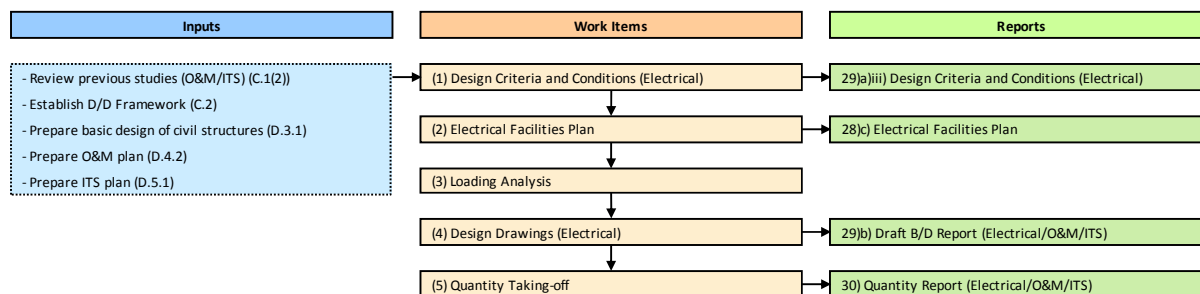 Inputs
Work Items
Reports
- Review previous studies (O&M/ITS) (C.1(2))
- Establish D/D Framework (C.2)
- Prepare basic design of civil structures (D.3.1)
- Prepare O&M plan (D.4.2)
- Prepare ITS plan (D.5.1)
(1) Design Criteria and Conditions (Electrical)
29)a)iii) Design Criteria and Conditions (Electrical)
(2) Electrical Facilities Plan
28)c) Electrical Facilities Plan
(3) Loading Analysis
(4) Design Drawings (Electrical)
29)b) Draft B/D Report (Electrical/O&M/ITS)
(5) Quantity Taking-off
30) Quantity Report (Electrical/O&M/ITS)